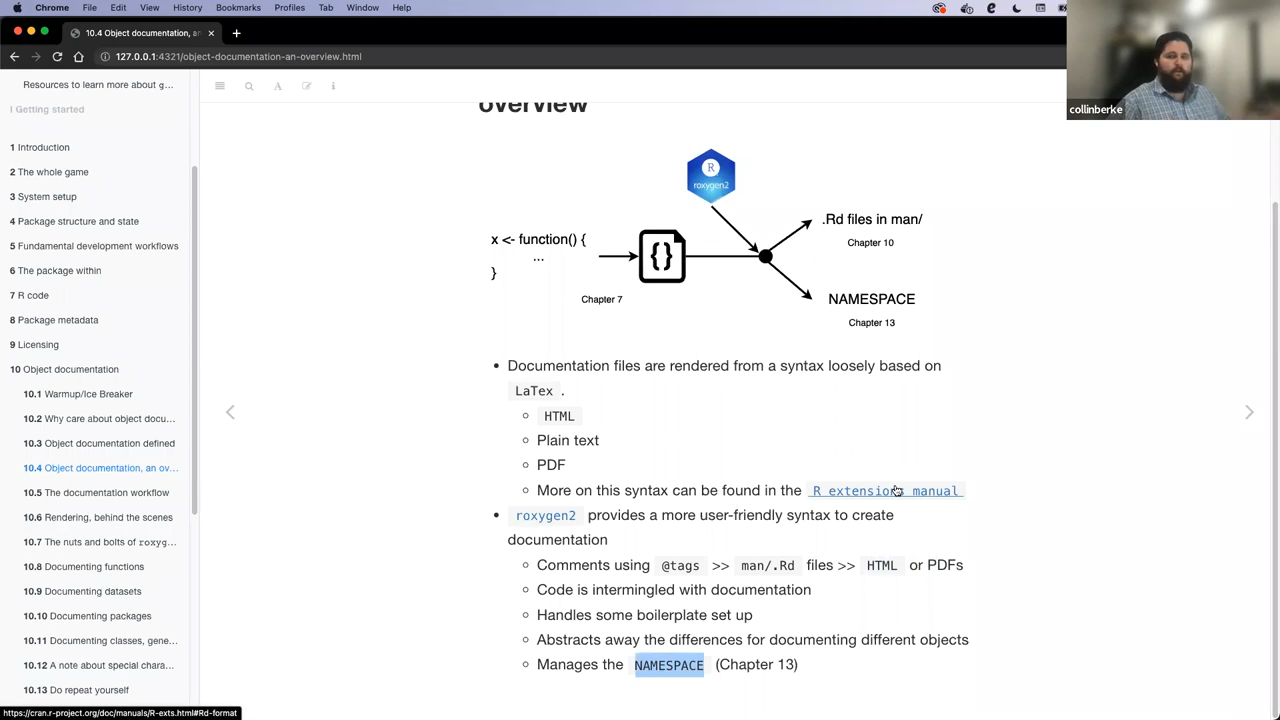 Chrome File Edit View History Bookmarks Profiles Tab Window Help
10.4 Object documentation, an
127.0.0.1:4321/object-documentation-an-overview.html
collinberke
Resources to learn more about g...
I Getting started
1 Introduction
2 The whole game
3 System setup
4 Package structure and state
5 Fundamental development workflows
6 The package within
7 R code
8 Package metadata
9 Licensing
10 Object documentation
10.1 Warmup/Ice Breaker
10.2 Why care about object docu...
10.3 Object documentation defined
10.4 Object documentation, an ov...
10.5 The documentation workflow
10.6 Rendering, behind the scenes
10.7 The nuts and bolts of roxyg...
10.8 Documenting functions
10.9 Documenting datasets
10.10 Documenting packages
10.11 Documenting classes, gene...
10.12 A note about special chara...
10.13 Do repeat yourself
https://cran.r-project.org/doc/manuals/R-exts.html#Rd-format
overview
R
roxygen2
x <- function() {
...
}
{}
Chapter 7
.Rd files in man/
Chapter 10
NAMESPACE
Chapter 13
• Documentation files are rendered from a syntax loosely based on
LaTex .
HTML
Plain text
PDF
More on this syntax can be found in the R extensions manual
• roxygen2 provides a more user-friendly syntax to create
documentation
Comments using @tags >> man/.Rd files >> HTML or PDFs
Code is intermingled with documentation
Handles some boilerplate set up
Abstracts away the differences for documenting different objects
Manages the NAMESPACE (Chapter 13)